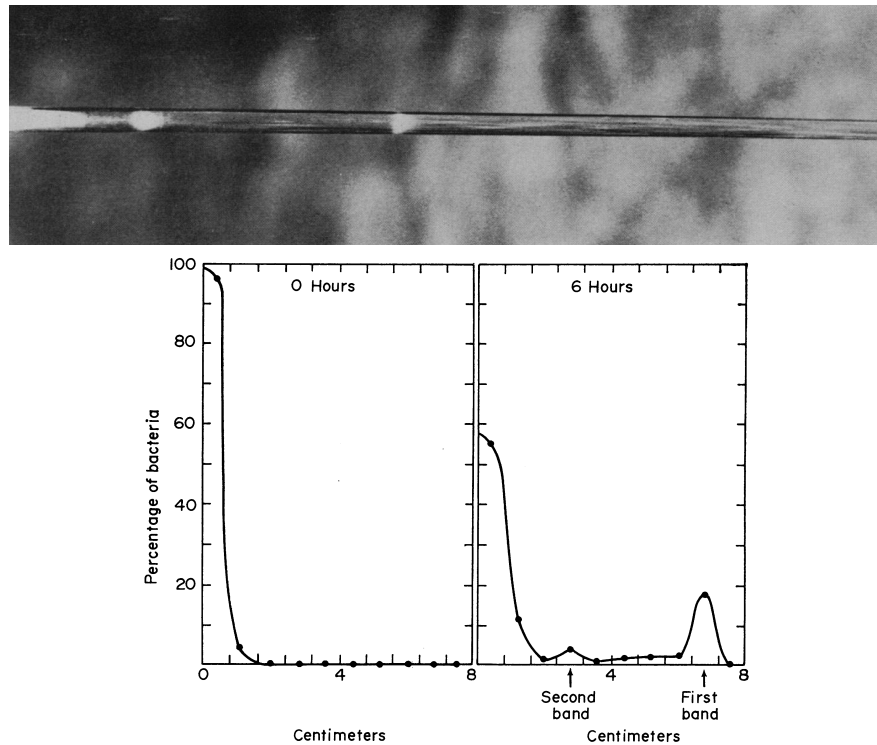 100
80
60
40
20
Percentage of bacteria
0 Hours
0
4
8
Centimeters
6 Hours
4
8
Second
band
First
band
Centimeters